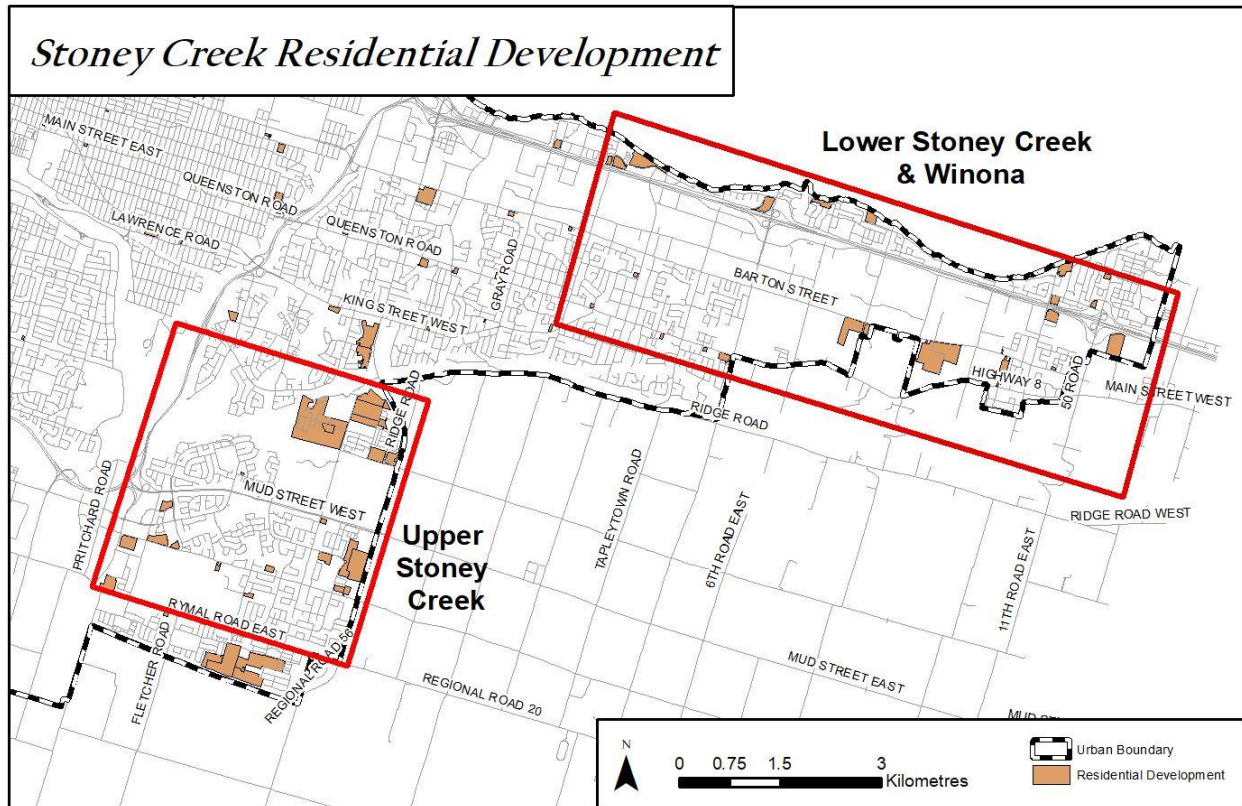 Stoney Creek Residential Development
Lower Stoney Creek
& Winona
MAIN STREET EAST
QUEENSTON ROAD
LAWRENCE ROAD
QUEENSTON ROAD
GRAY ROAD
KING STREET WEST
BARTON STREET
HIGHWAY 8
50 ROAD
MAIN STREET WEST
RIDGE ROAD
RIDGE ROAD
MUD STREET WEST
PRITCHARD ROAD
Upper
Stoney
Creek
TAPLEYTOWN ROAD
6TH ROAD EAST
11TH ROAD EAST
RIDGE ROAD WEST
RYMAL ROAD EAST
FLETCHER ROAD
REGIONAL ROAD 56
REGIONAL ROAD 20
MUD STREET EAST
MUD
N
0 0.75 1.5 3
Kilometres
Urban Boundary
Residential Development